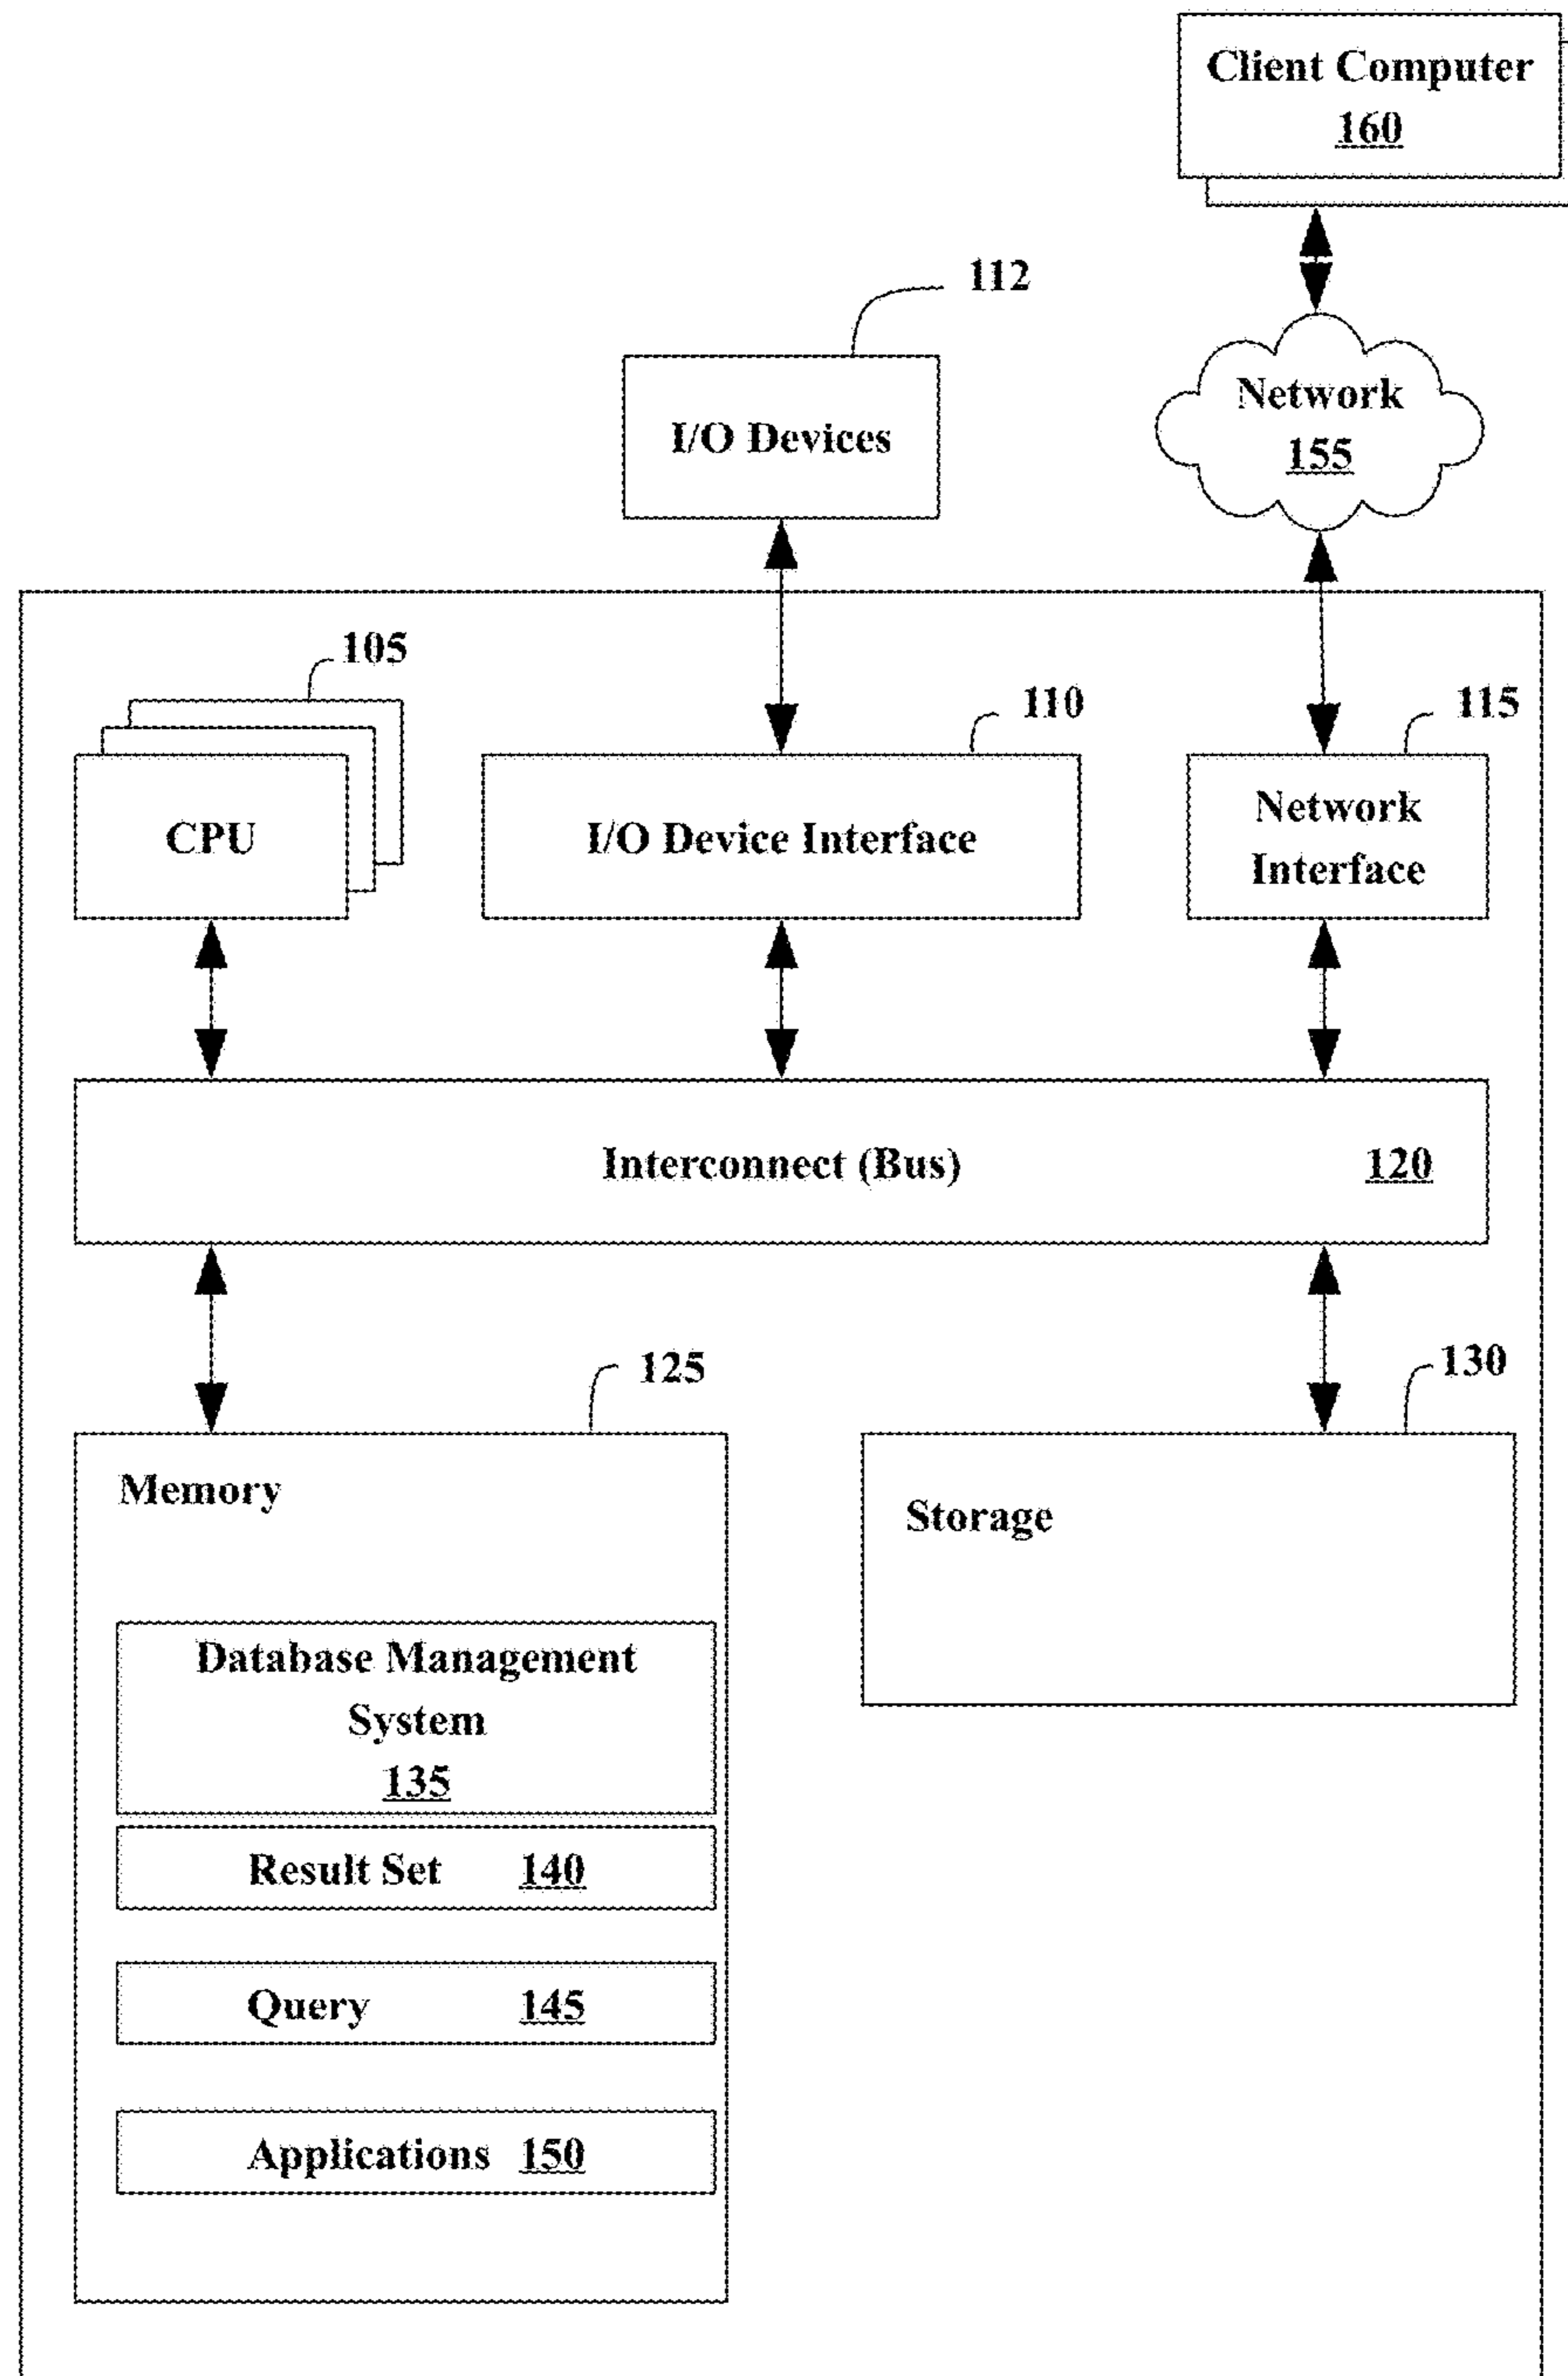 Client Computer
160
112
I/O Devices
Network
155
105
110
115
CPU
I/O Device Interface
Network
Interface
Interconnect (Bus) 120
125
130
Memory
Storage
Database Management
System
135
Result Set 140
Query 145
Applications 150